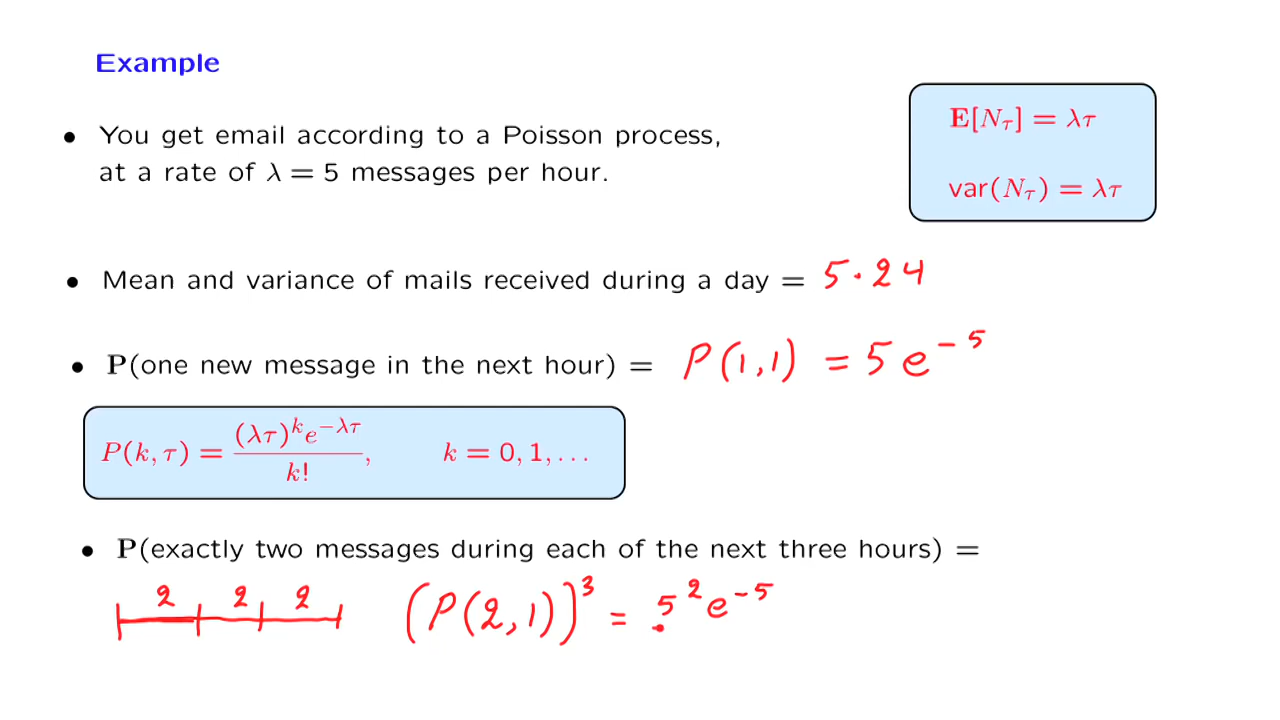 Example
• You get email according to a Poisson process,
at a rate of λ = 5 messages per hour.
E[N_τ] = λτ
var(N_τ) = λτ
• Mean and variance of mails received during a day = 5·24
• P(one new message in the next hour) = P(1,1) = 5e^{-5}
P(k, τ) = (λτ)^k e^{-λτ} / k!, k = 0, 1, . . .
• P(exactly two messages during each of the next three hours) =
2 2 2 (P(2,1))^3 = 5^2 e^{-5}